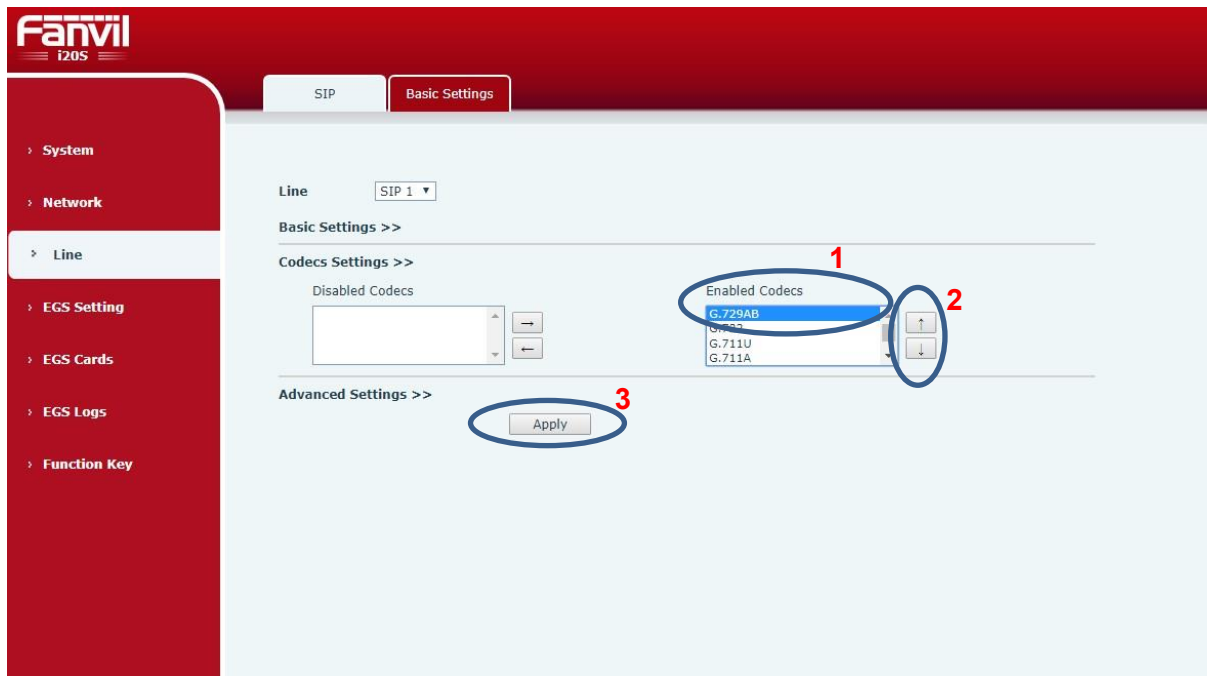 Fanvil
i20S
SIP
Basic Settings
System
Network
Line
EGS Setting
EGS Cards
EGS Logs
Function Key
Line SIP 1
Basic Settings >>
Codecs Settings >>
1
Disabled Codecs
Enabled Codecs
2
G.729AB
G.711U
G.711A
Advanced Settings >>
3
Apply